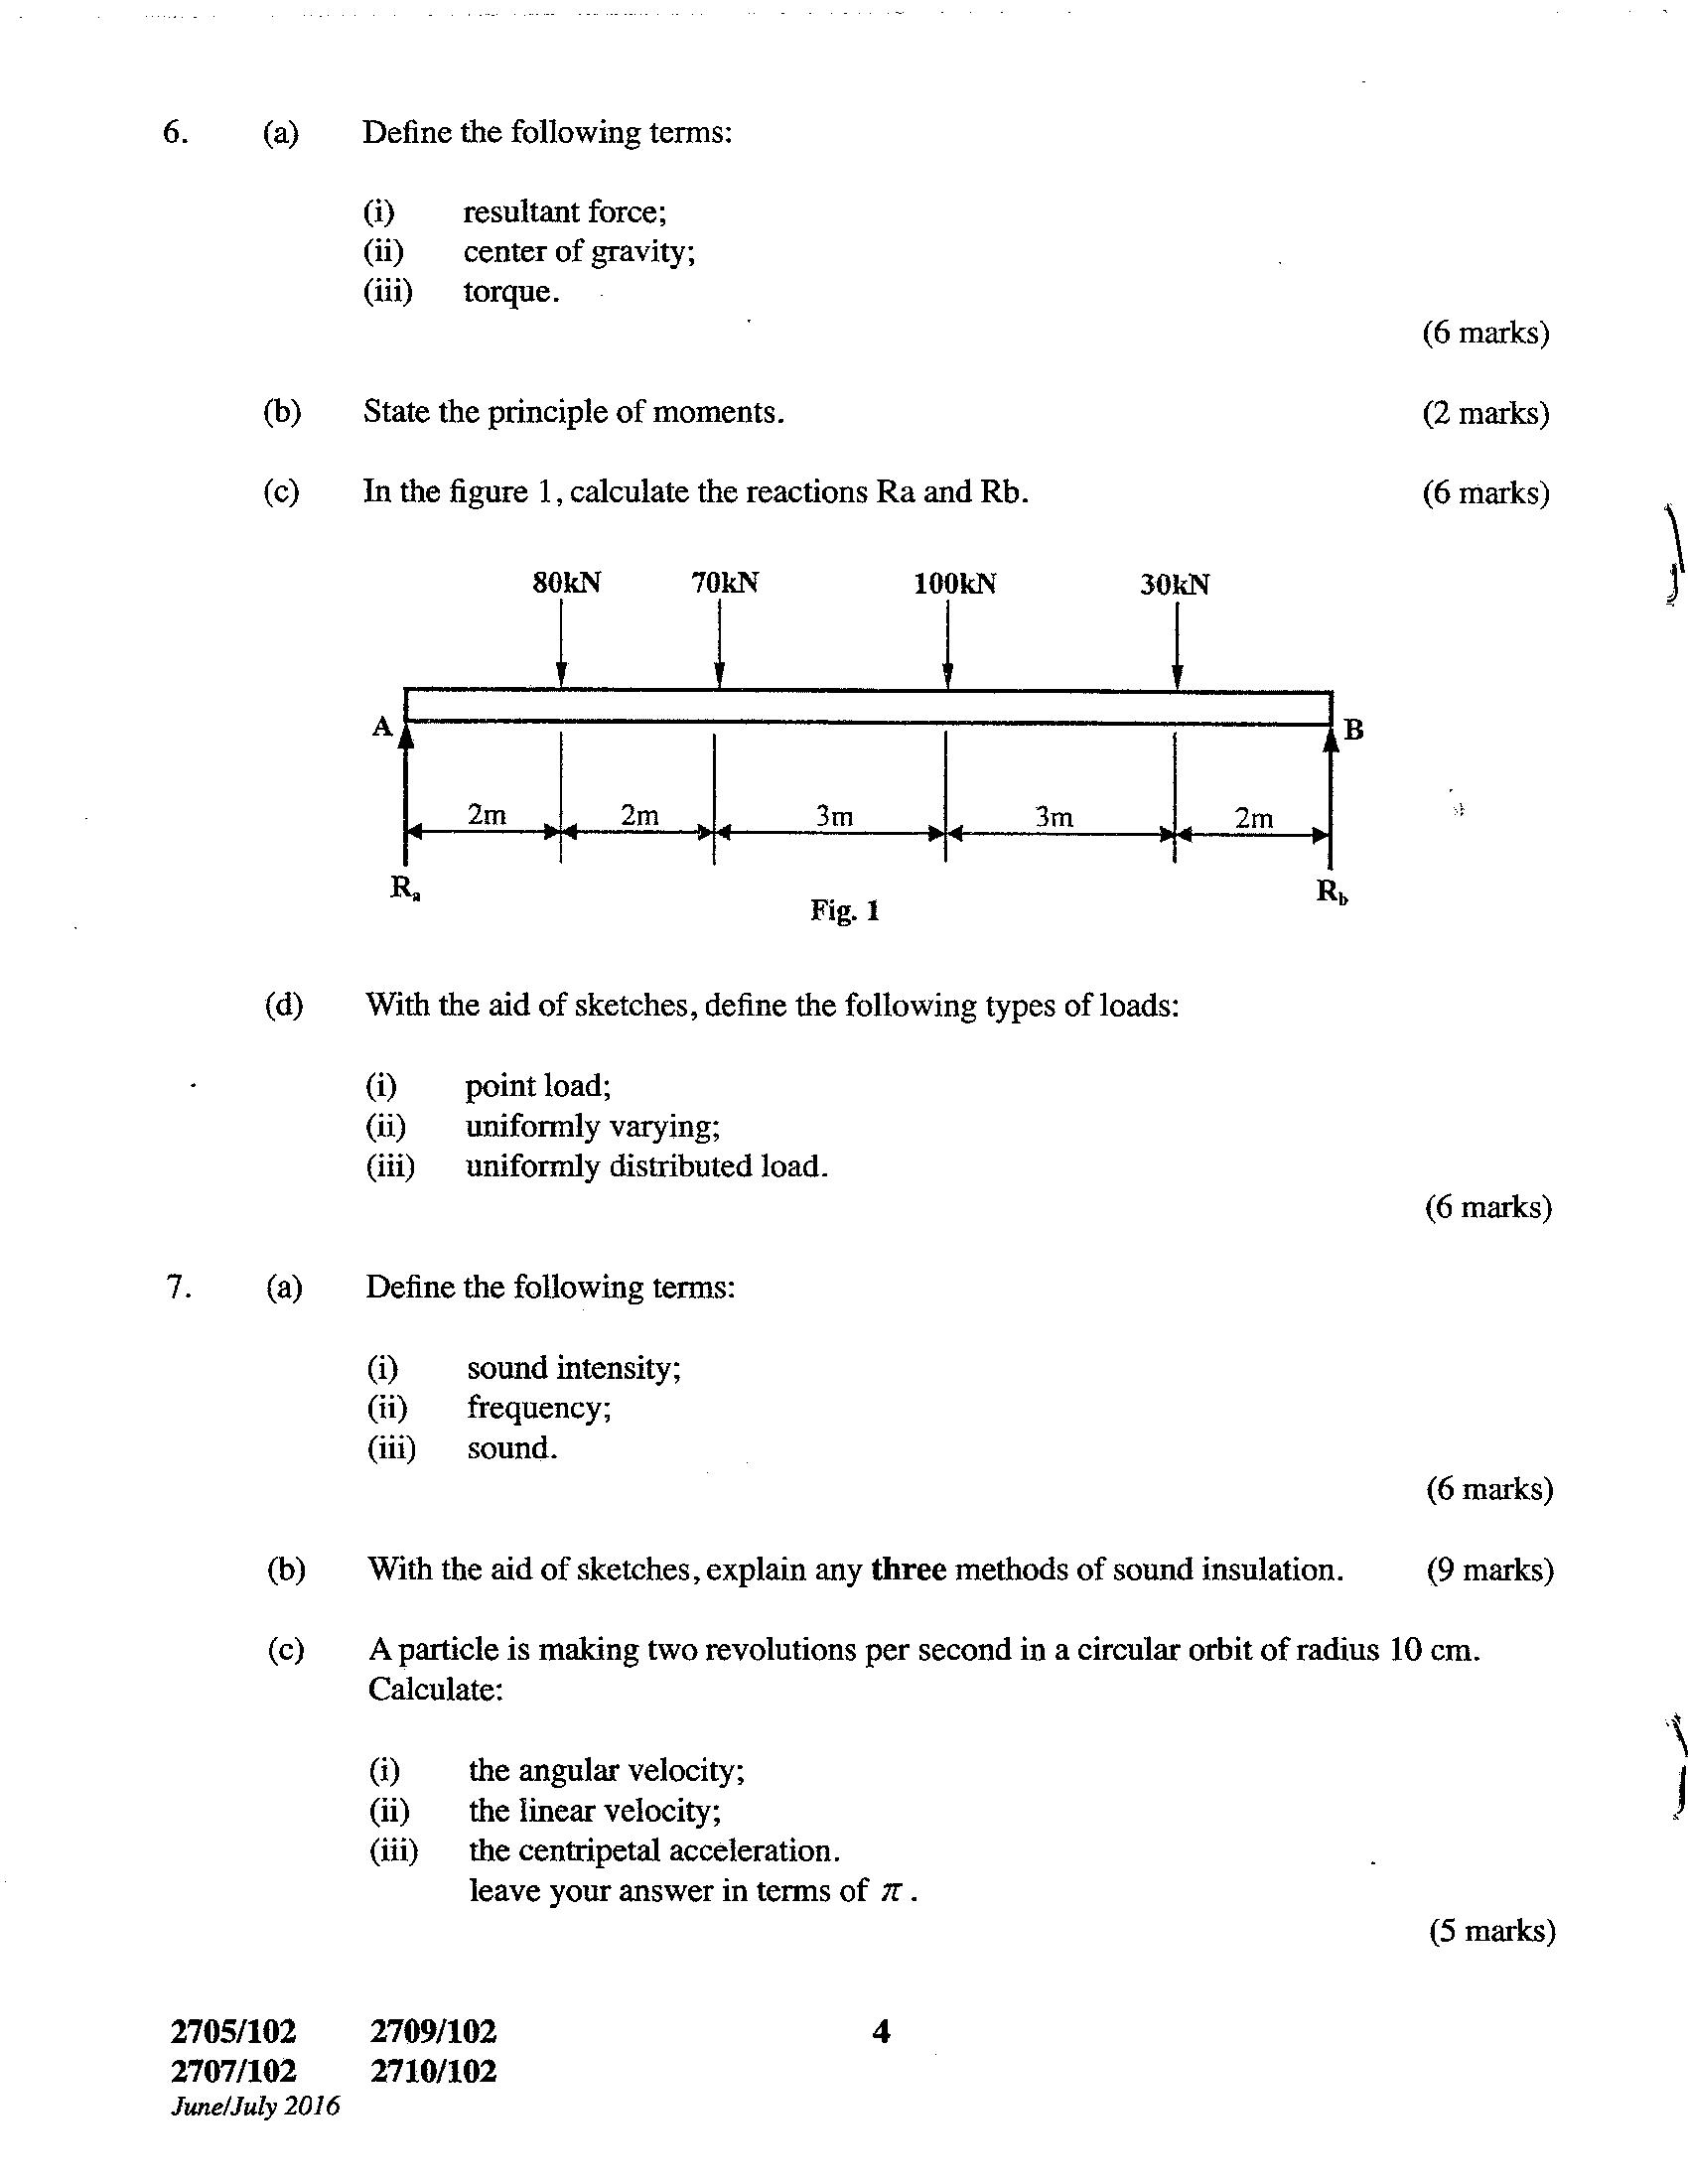 6. (a) Define the following terms:
(i) resultant force;
(ii) center of gravity;
(iii) torque.
(6 marks)
(b) State the principle of moments. (2 marks)
(c) In the figure 1, calculate the reactions Ra and Rb. (6 marks)
80kN 70kN 100kN 30kN
A B
2m 2m 3m 3m 2m
Ra Rb
Fig. 1
(d) With the aid of sketches, define the following types of loads:
(i) point load;
(ii) uniformly varying;
(iii) uniformly distributed load.
(6 marks)
7. (a) Define the following terms:
(i) sound intensity;
(ii) frequency;
(iii) sound.
(6 marks)
(b) With the aid of sketches, explain any three methods of sound insulation. (9 marks)
(c) A particle is making two revolutions per second in a circular orbit of radius 10 cm.
Calculate:
(i) the angular velocity;
(ii) the linear velocity;
(iii) the centripetal acceleration.
leave your answer in terms of π.
(5 marks)
2705/102 2709/102 4
2707/102 2710/102
June/July 2016